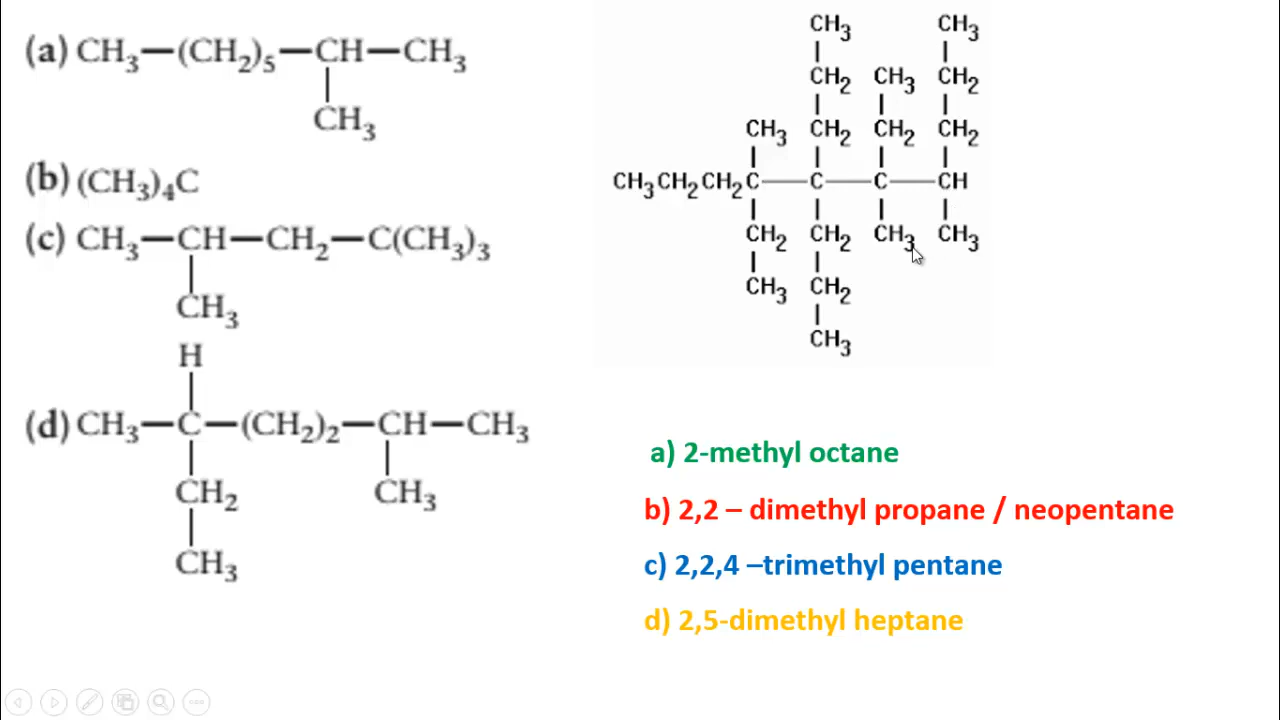 (a) CH₃—(CH₂)₅—CH—CH₃
CH₃
(b) (CH₃)₄C
(c) CH₃—CH—CH₂—C(CH₃)₃
CH₃
H
(d) CH₃—C—(CH₂)₂—CH—CH₃
CH₂ CH₃
CH₃
CH₃ CH₃
CH₂ CH₃ CH₂
CH₃ CH₂ CH₂ CH₂
CH₃CH₂CH₂C—C—C—CH
CH₂ CH₂ CH₃ CH₃
CH₃ CH₂
CH₃
a) 2-methyl octane
b) 2,2 – dimethyl propane / neopentane
c) 2,2,4 –trimethyl pentane
d) 2,5-dimethyl heptane